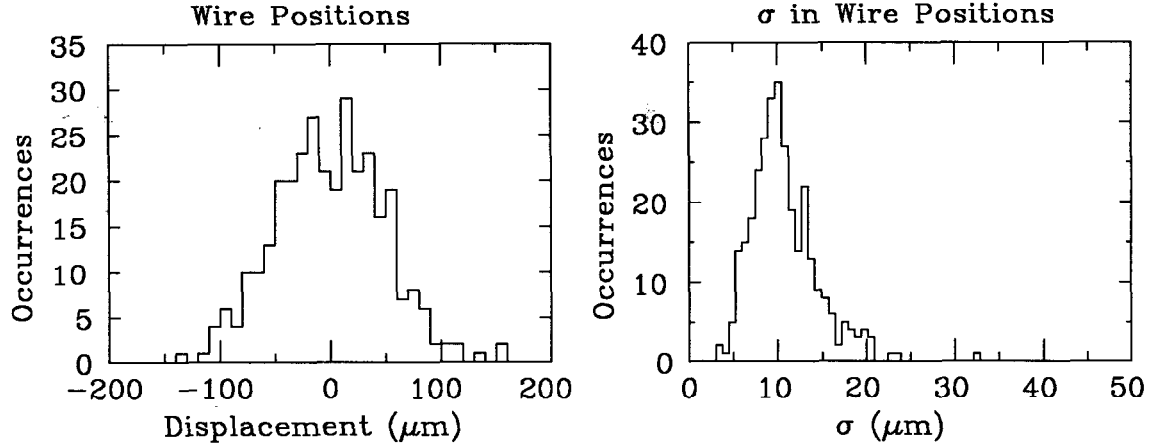 Wire Positions
35
30
25
20
15
10
5
0
Occurrences
−200 −100 0 100 200
Displacement (μm)
σ in Wire Positions
40
30
20
10
0
Occurrences
0 10 20 30 40 50
σ (μm)